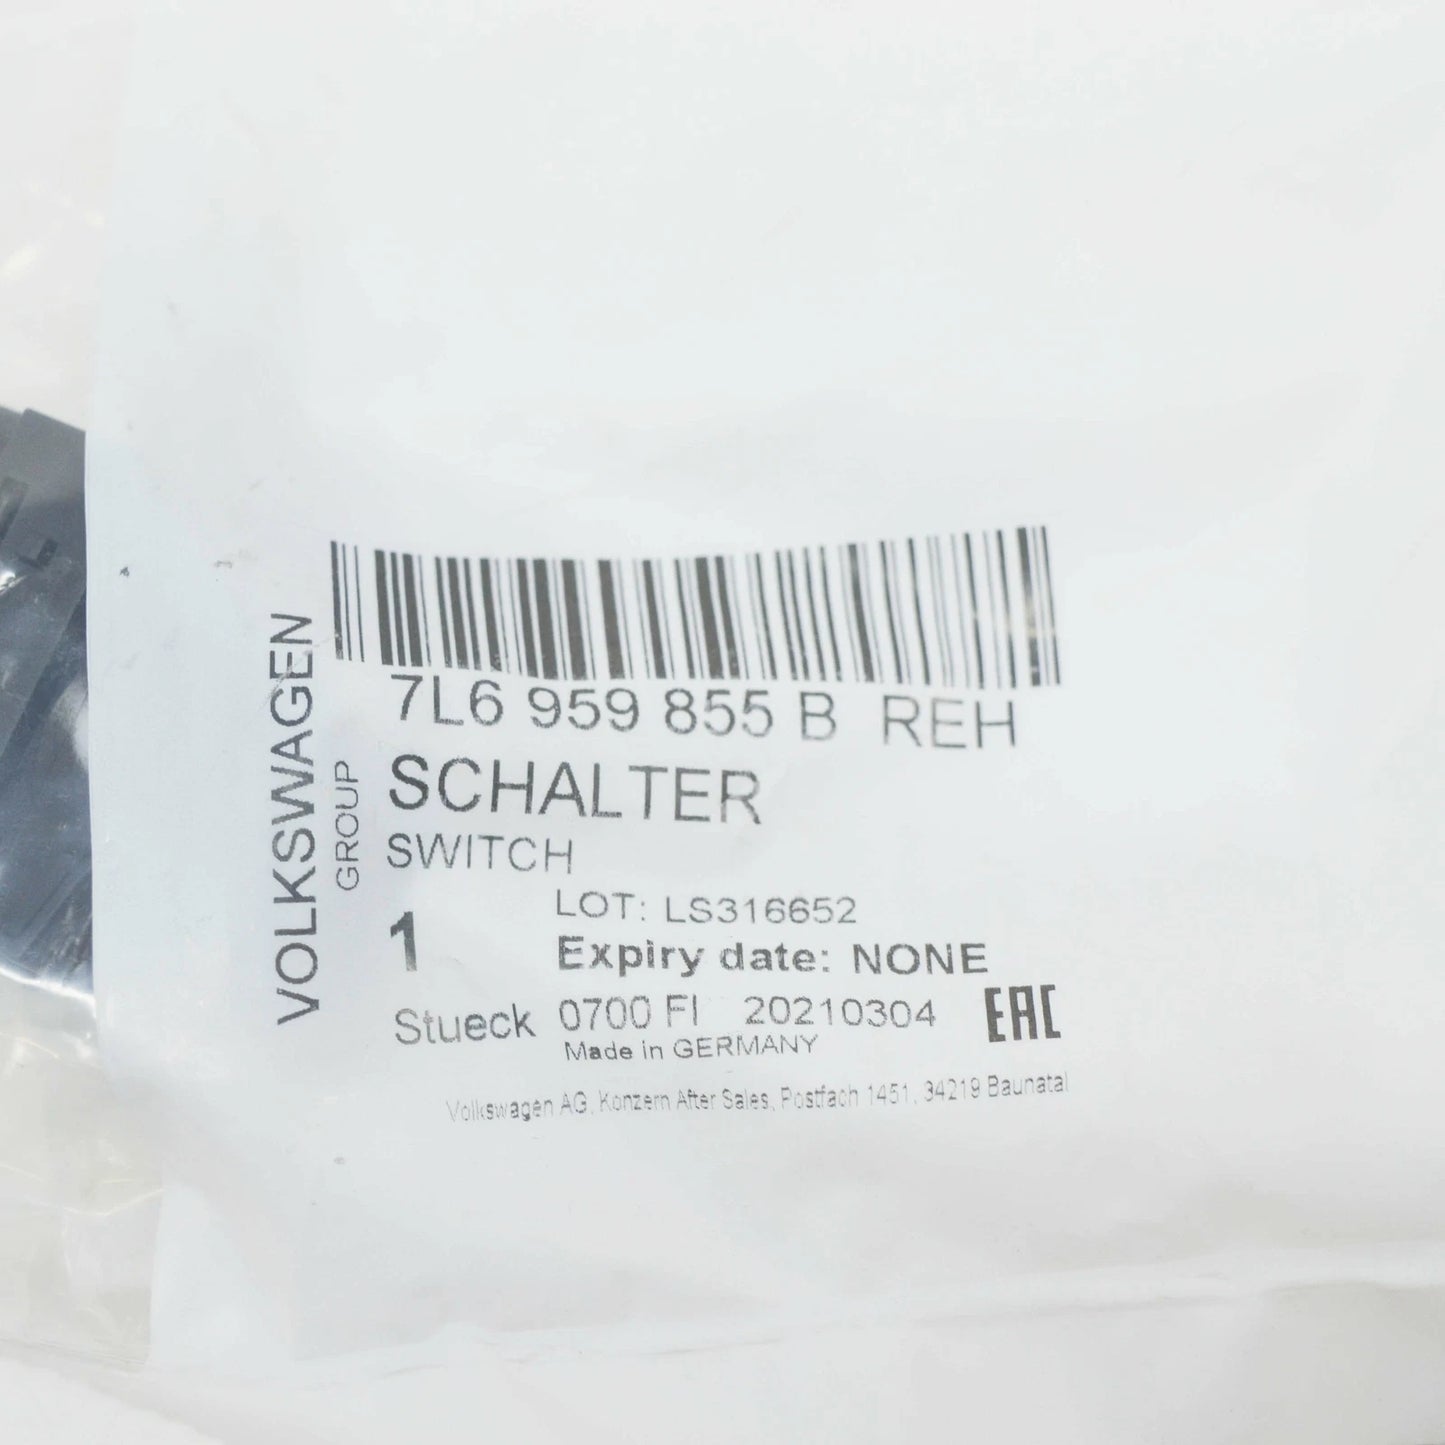 VOLKSWAGEN
GROUP
7L6 959 855 B REH
SCHALTER
SWITCH
1
LOT: LS316652
Expiry date: NONE
Stueck
0700 FI 20210304
EAC
Made in GERMANY
Volkswagen AG, Konzern After Sales, Postfach 1451, 34219 Baunatal